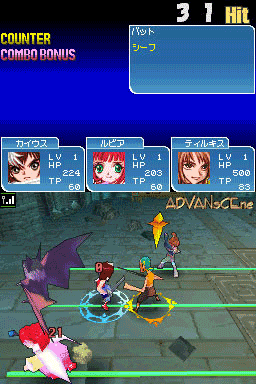 3 1 Hit
COUNTER
COMBO BONUS
バット
シーフ
カイウス
LV 1
HP
224
TP
60
ルビア
LV 1
HP
203
TP
60
ティルキス
LV 1
HP
500
TP
83
ADVANsCEne
0
21